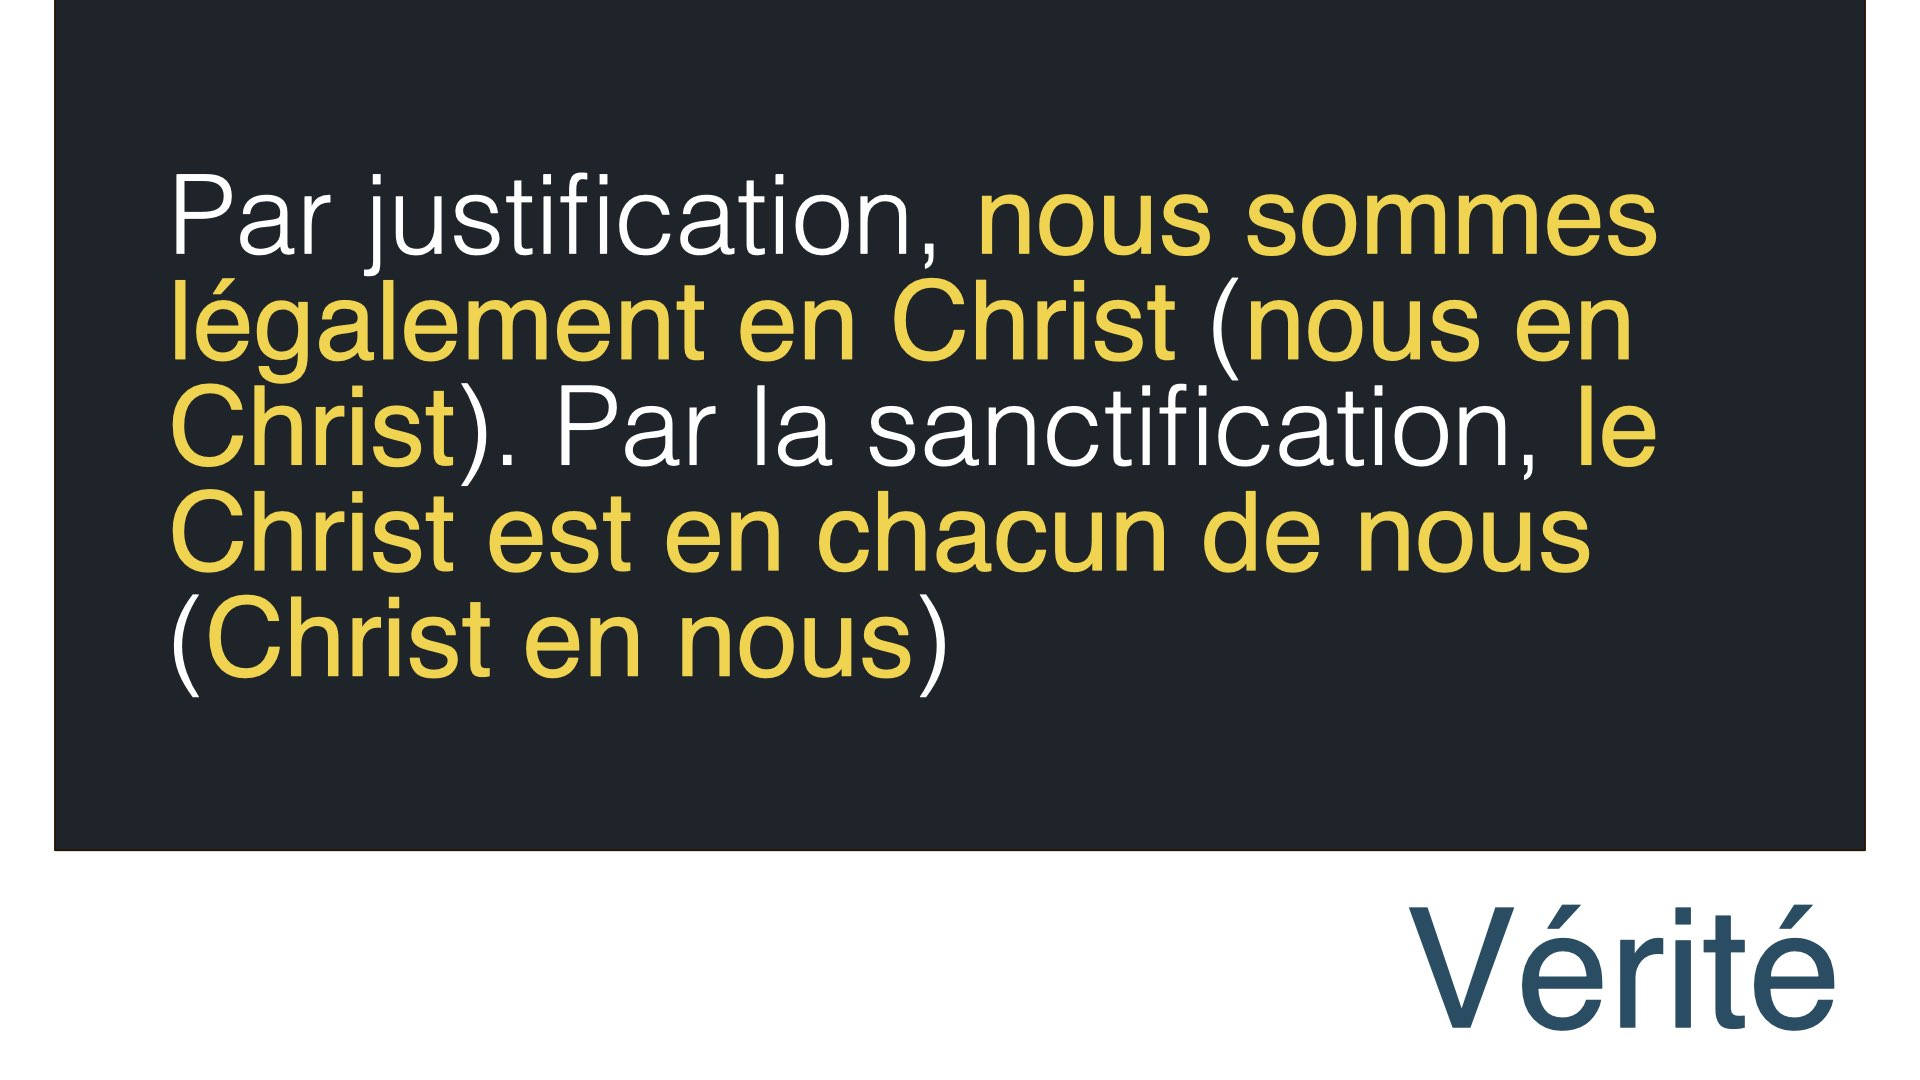 Par justification, nous sommes
légalement en Christ (nous en
Christ). Par la sanctification, le
Christ est en chacun de nous
(Christ en nous)
Vérité